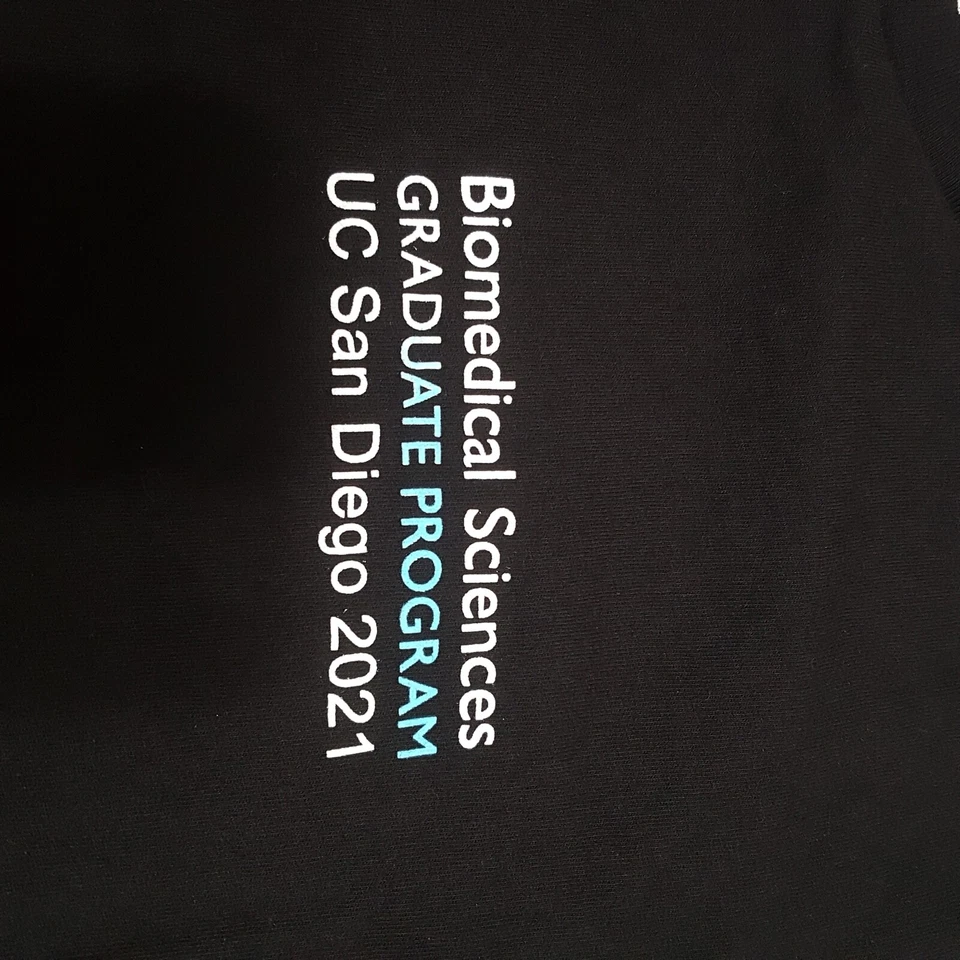 Biomedical Sciences
GRADUATE PROGRAM
UC San Diego 2021